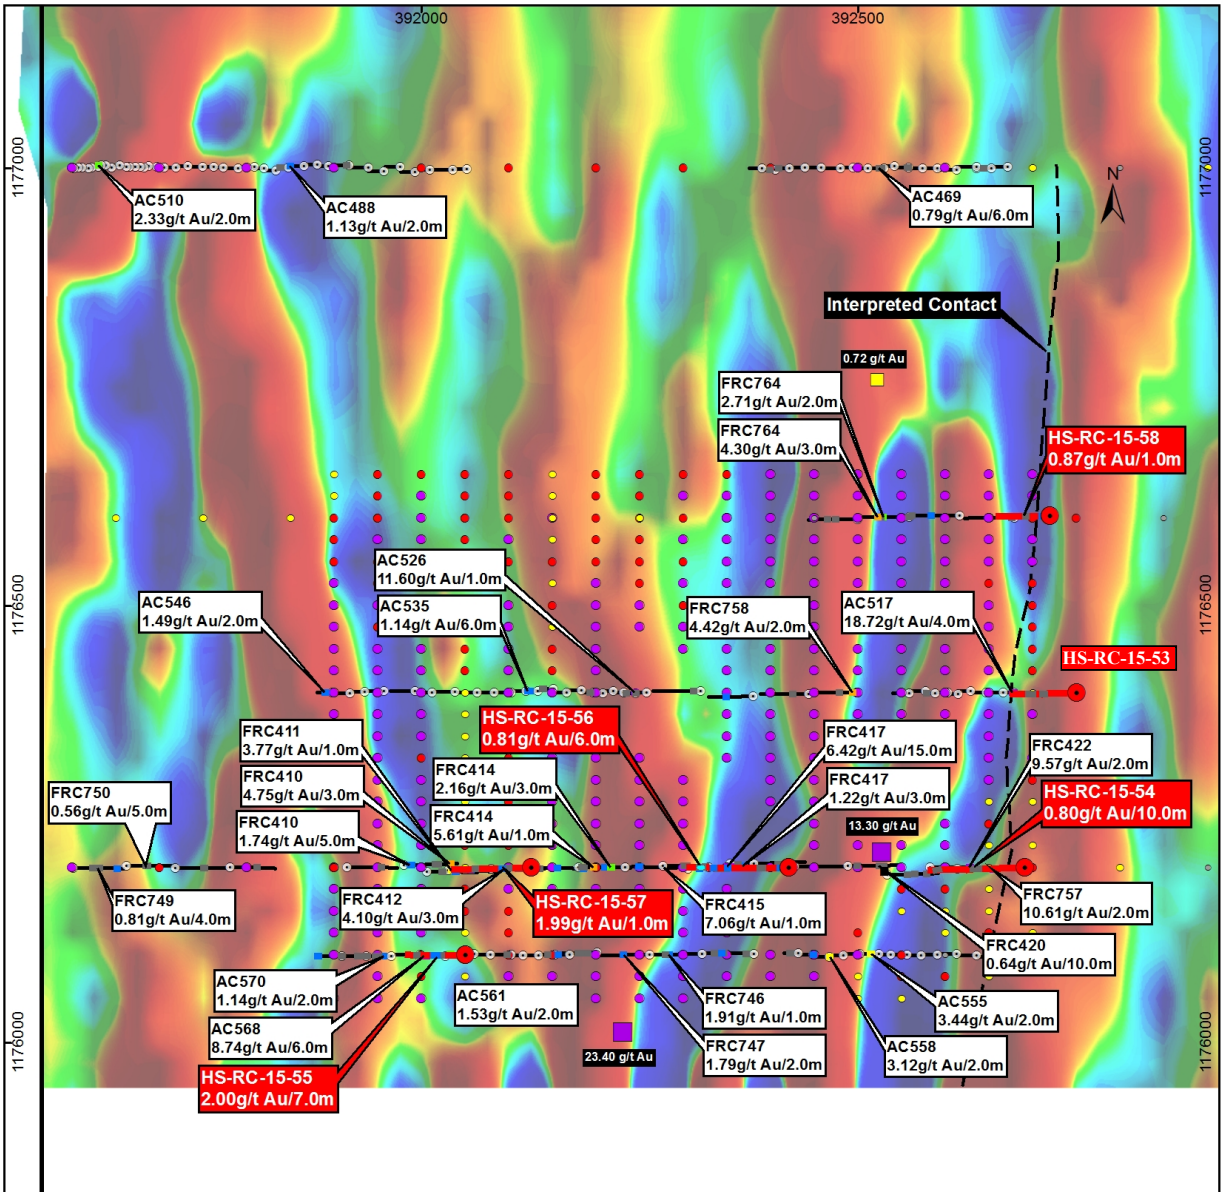 392000
392500
1177000
1177000
N
AC510
2.33g/t Au/2.0m
AC488
1.13g/t Au/2.0m
AC469
0.79g/t Au/6.0m
Interpreted Contact
0.72 g/t Au
FRC764
2.71g/t Au/2.0m
FRC764
4.30g/t Au/3.0m
HS-RC-15-58
0.87g/t Au/1.0m
AC526
11.60g/t Au/1.0m
1176500
1176500
AC546
1.49g/t Au/2.0m
AC535
1.14g/t Au/6.0m
FRC758
4.42g/t Au/2.0m
AC517
18.72g/t Au/4.0m
HS-RC-15-53
HS-RC-15-56
0.81g/t Au/6.0m
FRC411
3.77g/t Au/1.0m
FRC417
6.42g/t Au/15.0m
FRC422
9.57g/t Au/2.0m
FRC410
4.75g/t Au/3.0m
FRC414
2.16g/t Au/3.0m
FRC417
1.22g/t Au/3.0m
HS-RC-15-54
0.80g/t Au/10.0m
FRC750
0.56g/t Au/5.0m
FRC410
1.74g/t Au/5.0m
FRC414
5.61g/t Au/1.0m
13.30 g/t Au
FRC749
0.81g/t Au/4.0m
FRC412
4.10g/t Au/3.0m
HS-RC-15-57
1.99g/t Au/1.0m
FRC415
7.06g/t Au/1.0m
FRC757
10.61g/t Au/2.0m
FRC420
0.64g/t Au/10.0m
AC570
1.14g/t Au/2.0m
AC561
1.53g/t Au/2.0m
FRC746
1.91g/t Au/1.0m
AC555
3.44g/t Au/2.0m
AC568
8.74g/t Au/6.0m
23.40 g/t Au
FRC747
1.79g/t Au/2.0m
AC558
3.12g/t Au/2.0m
1176000
1176000
HS-RC-15-55
2.00g/t Au/7.0m